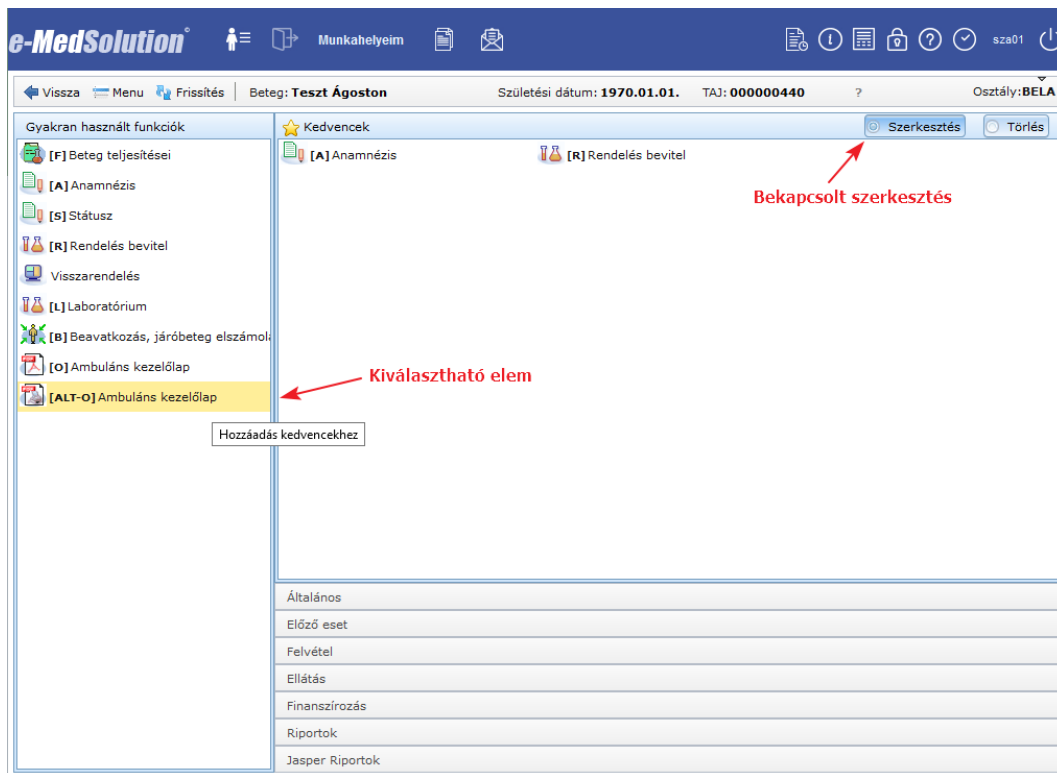 e-MedSolution®
Munkahelyeim
sza01
Vissza Menu Frissítés Beteg: Teszt Ágoston Születési dátum: 1970.01.01. TAJ: 000000440 ? Osztály:BELA
Gyakran használt funkciók
[F] Beteg teljesítései
[A] Anamnézis
[S] Státusz
[R] Rendelés bevitel
Visszarendelés
[L] Laboratórium
[B] Beavatkozás, járóbeteg elszámolá
[O] Ambuláns kezelőlap
[ALT-O] Ambuláns kezelőlap
Hozzáadás kedvencekhez
Kedvencek
Szerkesztés Törlés
[A] Anamnézis [R] Rendelés bevitel
Bekapcsolt szerkesztés
Kiválasztható elem
Általános
Előző eset
Felvétel
Ellátás
Finanszírozás
Riportok
Jasper Riportok